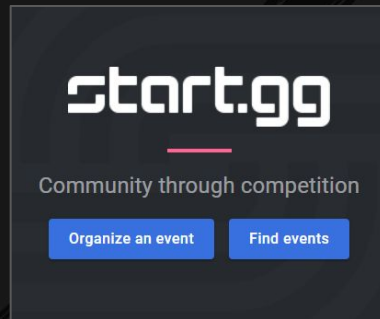 start.gg
Community through competition
Organize an event
Find events